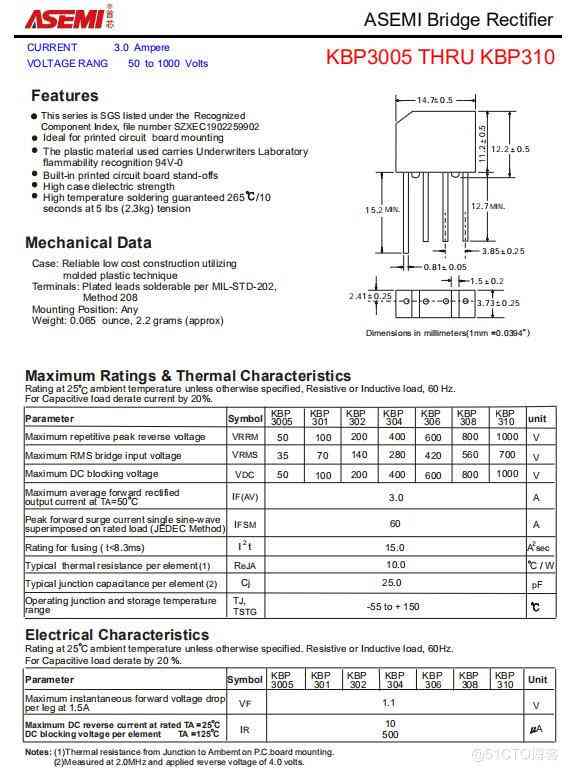 ASEMI
首芯
ASEMI Bridge Rectifier
CURRENT 3.0 Ampere
VOLTAGE RANG 50 to 1000 Volts
KBP3005 THRU KBP310
Features
● This series is SGS listed under the Recognized
Component Index, file number SZXEC1902259902
● Ideal for printed circuit board mounting
● The plastic material used carries Underwriters Laboratory
flammability recognition 94V-0
● Built-in printed circuit board stand-offs
● High case dielectric strength
● High temperature soldering guaranteed 265℃/10
seconds at 5 lbs (2.3kg) tension
14.7±0.5
11.2±0.5
12.2±0.5
15.2 MIN.
12.7 MIN.
3.85±0.25
0.81±0.05
1.5±0.2
2.41±0.25
3.73±0.25
Dimensions in millimeters(1mm =0.0394")
Mechanical Data
Case: Reliable low cost construction utilizing
molded plastic technique
Terminals: Plated leads solderable per MIL-STD-202,
Method 208
Mounting Position: Any
Weight: 0.065 ounce, 2.2 grams (approx)
Maximum Ratings & Thermal Characteristics
Rating at 25℃ ambient temperature unless otherwise specified, Resistive or Inductive load, 60 Hz.
For Capacitive load derate current by 20%.
Parameter Symbol KBP 3005 KBP 301 KBP 302 KBP 304 KBP 306 KBP 308 KBP 310 unit
Maximum repetitive peak reverse voltage VRRM 50 100 200 400 600 800 1000 V
Maximum RMS bridge input voltage VRMS 35 70 140 280 420 560 700 V
Maximum DC blocking voltage VDC 50 100 200 400 600 800 1000 V
Maximum average forward rectified
output current at TA=50℃ IF(AV) 3.0 A
Peak forward surge current single sine-wave
superimposed on rated load (JEDEC Method) IFSM 60 A
Rating for fusing ( t<8.3ms) I²t 15.0 A²sec
Typical thermal resistance per element(1) ReJA 10.0 ℃/W
Typical junction capacitance per element(2) Cj 25.0 pF
Operating junction and storage temperature
range TJ, TSTG -55 to + 150 ℃
Electrical Characteristics
Rating at 25℃ ambient temperature unless otherwise specified. Resistive or Inductive load, 60Hz.
For Capacitive load derate by 20 %.
Parameter Symbol KBP 3005 KBP 301 KBP 302 KBP 304 KBP 306 KBP 308 KBP 310 Unit
Maximum instantaneous forward voltage drop
per leg at 1.5A VF 1.1 V
Maximum DC reverse current at rated TA=25℃ 10
DC blocking voltage per element TA=125℃ IR 500 μA
Notes: (1)Thermal resistance from Junction to Ambemt on P.C.board mounting.
(2)Measured at 2.0MHz and applied reverse voltage of 4.0 volts.
@51CTO博客